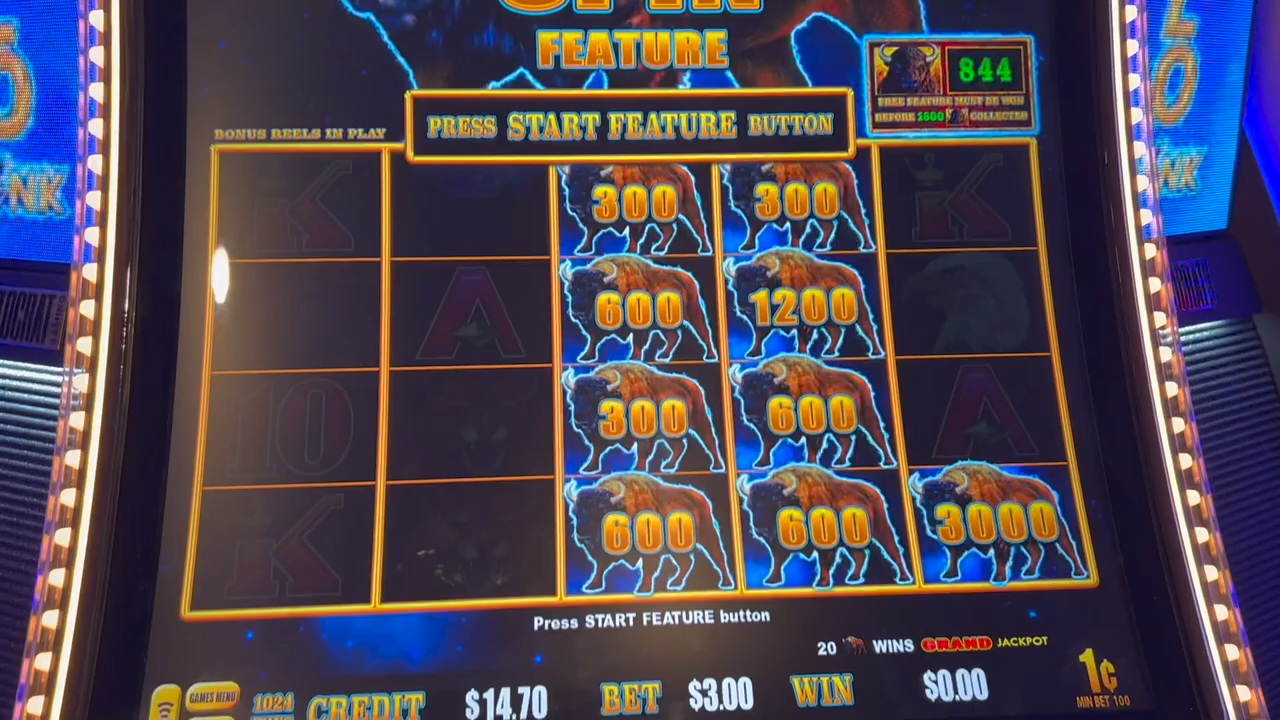 SPIN
FEATURE
844
FREE FEATURE MUST BE WON
BEFORE 1800 COLLECTED
PRESS START FEATURE BUTTON
BONUS REELS IN PLAY
K 300 300 K
A 600 1200
10 300 600 A
K 600 600 3000
Press START FEATURE button
20 WINS GRAND JACKPOT
GAMES MENU
1024
CREDIT $14.70 BET $3.00 WIN $0.00
1¢
MIN BET 100